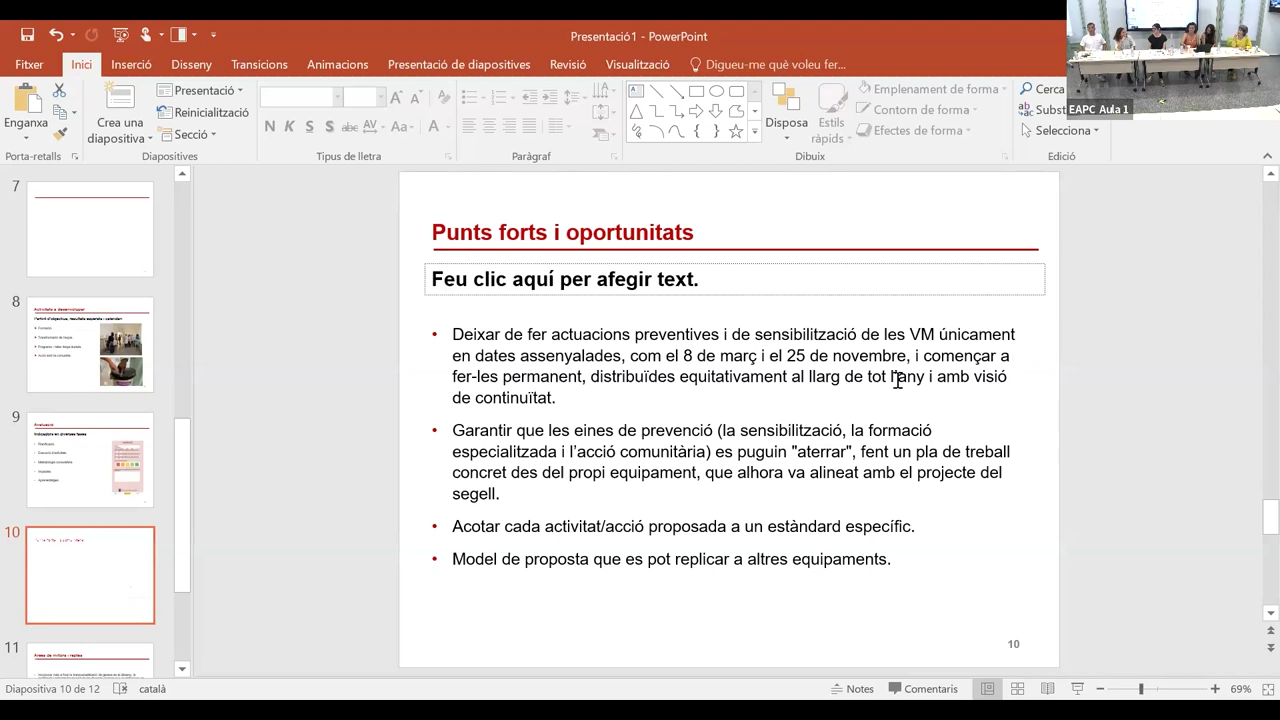 Presentació1 - PowerPoint
Fitxer Inici Inserció Disseny Transicions Animacions Presentació de diapositives Revisió Visualització Digueu-me què voleu fer...
Enganxa
Porta-retalls
Crea una
diapositiva
Presentació
Reinicialització
Secció
Diapositives
N K S S abc AV Aa A
Tipus de lletra
Paràgraf
Disposa
Estils
ràpids
Emplenament de forma
Contorn de forma
Efectes de forma
Dibuix
Cerca
Subst
Selecciona
Edició
EAPC Aula 1
7
8
9
10
11
Punts forts i oportunitats
Feu clic aquí per afegir text.
• Deixar de fer actuacions preventives i de sensibilització de les VM únicament
en dates assenyalades, com el 8 de març i el 25 de novembre, i començar a
fer-les permanent, distribuïdes equitativament al llarg de tot l'any i amb visió
de continuïtat.
• Garantir que les eines de prevenció (la sensibilització, la formació
especialitzada i l'acció comunitària) es puguin "aterrar", fent un pla de treball
concret des del propi equipament, que alhora va alineat amb el projecte del
segell.
• Acotar cada activitat/acció proposada a un estàndard específic.
• Model de proposta que es pot replicar a altres equipaments.
10
Diapositiva 10 de 12 català Notes Comentaris 69%